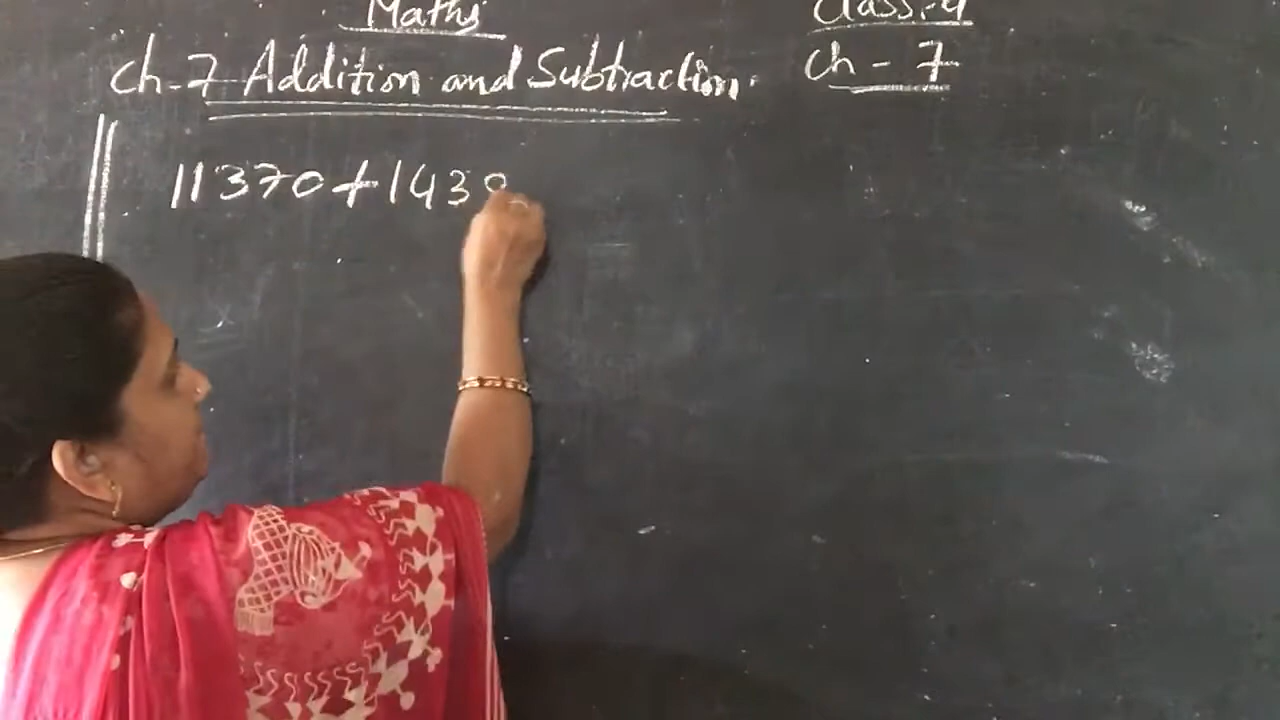 Maths
Class:-4
Ch-7 Addition and Subtraction.
Ch - 7
11370+143